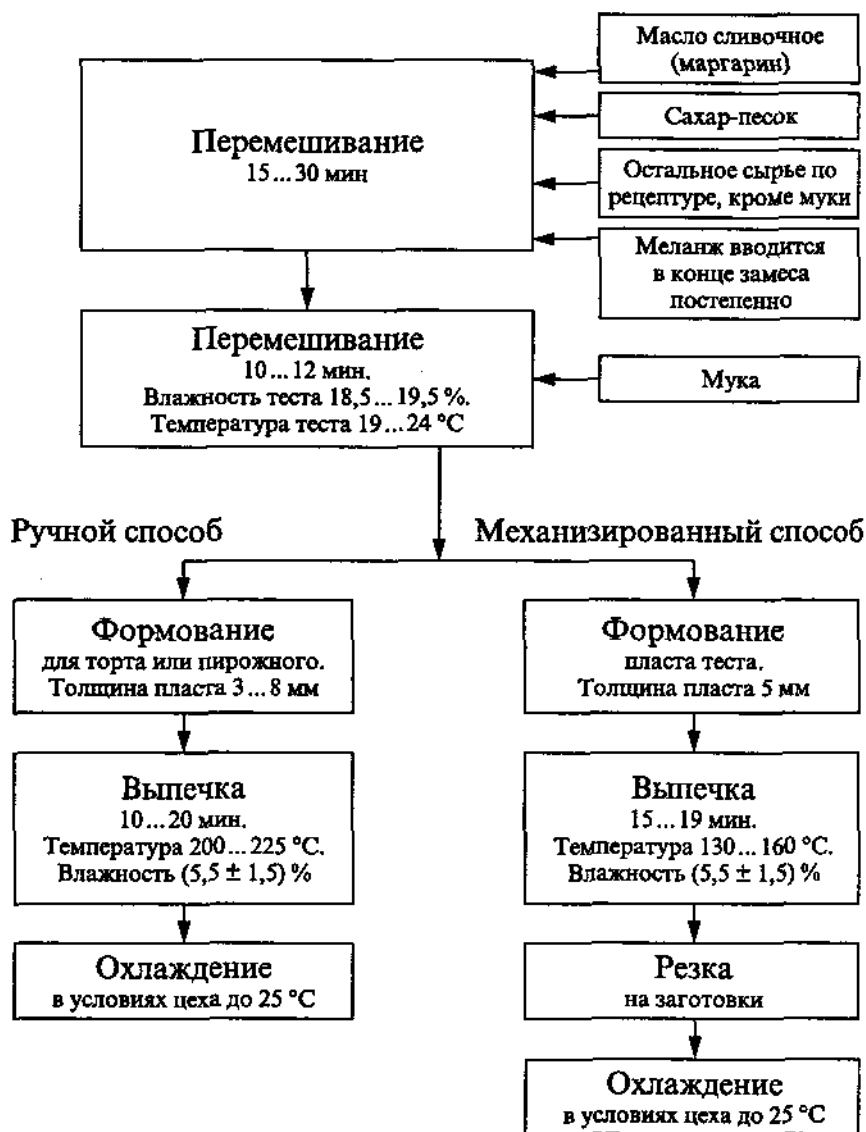 Масло сливочное
(маргарин)
Сахар-песок
Остальное сырье по
рецептуре, кроме муки
Меланж вводится
в конце замеса
постепенно
Перемешивание
15...30 мин
Перемешивание
10...12 мин.
Влажность теста 18,5...19,5 %.
Температура теста 19...24 °С
Мука
Ручной способ
Формование
для торта или пирожного.
Толщина пласта 3...8 мм
Выпечка
10...20 мин.
Температура 200...225 °С.
Влажность (5,5 ± 1,5) %
Охлаждение
в условиях цеха до 25 °С
Механизированный способ
Формование
пласта теста.
Толщина пласта 5 мм
Выпечка
15...19 мин.
Температура 130...160 °С.
Влажность (5,5 ± 1,5) %
Резка
на заготовки
Охлаждение
в условиях цеха до 25 °С